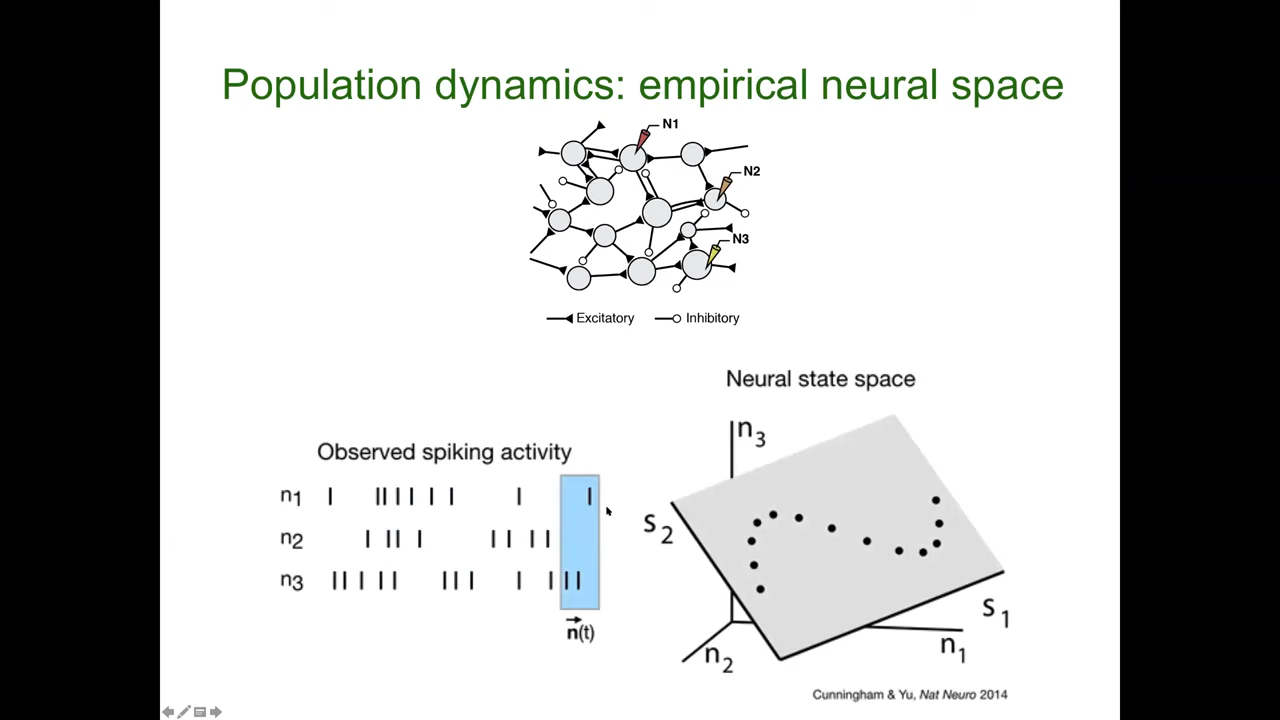 Population dynamics: empirical neural space
N1
N2
N3
Excitatory Inhibitory
Neural state space
Observed spiking activity
n1
n2
n3
n(t)
n3
s2
s1
n1
n2
Cunningham & Yu, Nat Neuro 2014